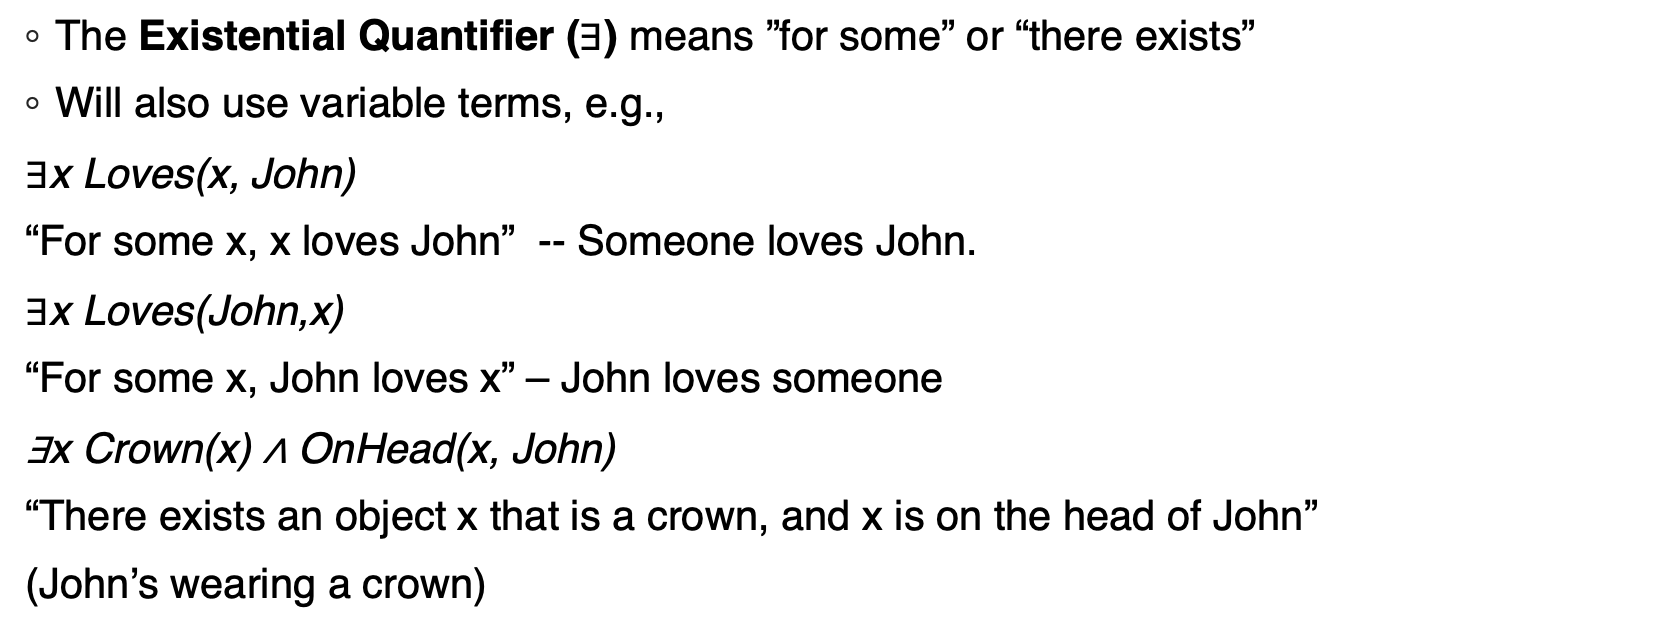 ◦ The Existential Quantifier (∃) means ”for some” or “there exists”
◦ Will also use variable terms, e.g.,
∃x Loves(x, John)
“For some x, x loves John”  -- Someone loves John.
∃x Loves(John,x)
“For some x, John loves x” – John loves someone
∃x Crown(x) ∧ OnHead(x, John)
“There exists an object x that is a crown, and x is on the head of John”
(John’s wearing a crown)